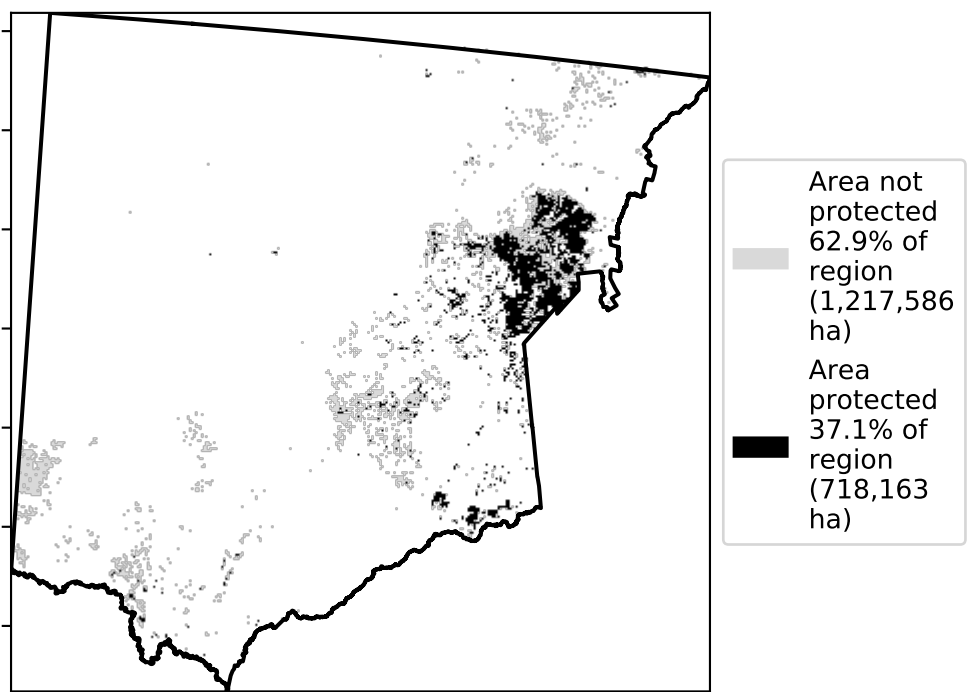 Area not
protected
62.9% of
region
(1,217,586
ha)
Area
protected
37.1% of
region
(718,163
ha)